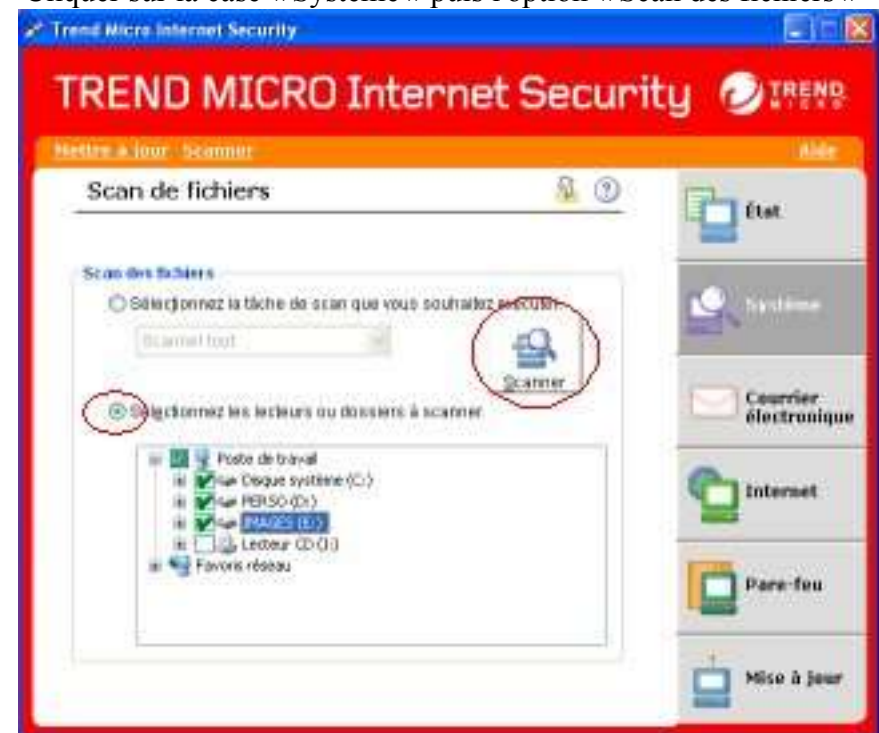 Cliquer sur la case « Système » puis l'option « Scan des fichiers »
Trend Micro Internet Security
TREND MICRO Internet Security
TREND
MICRO
Mettre à jour Scanner
Aide
Scan de fichiers
État
Scan des fichiers
Sélectionnez la tâche de scan que vous souhaitez exécuter
Scanner tout
Scanner
Système
Sélectionnez les lecteurs ou dossiers à scanner
Courrier
électronique
Poste de travail
Disque système (C:)
PERSO (D:)
IMAGES (E:)
Lecteur CD (J:)
Favoris réseau
Internet
Pare-feu
Mise à jour